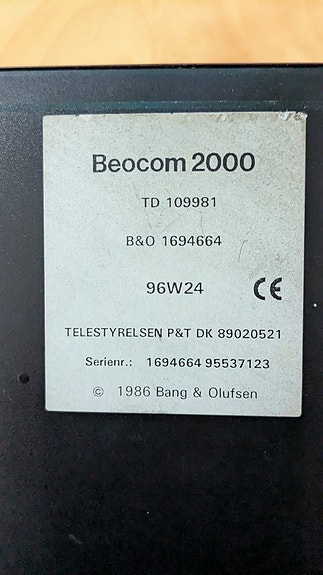 Beocom 2000
TD 109981
B&O 1694664
96W24 CE
TELESTYRELSEN P&T DK 89020521
Serienr.: 1694664 95537123
© 1986 Bang & Olufsen